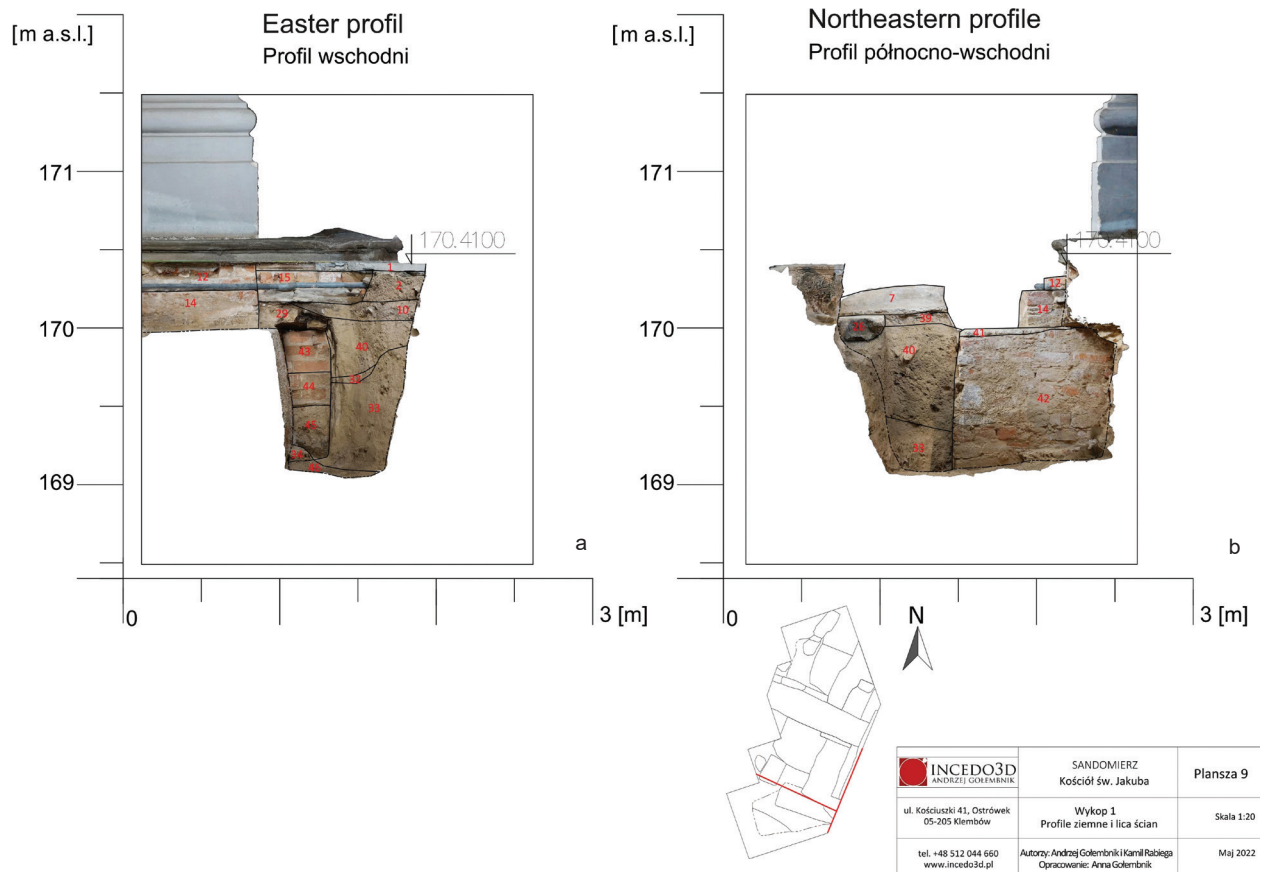 Easter profil
Profil wschodni
[m a.s.l.]
171
170
169
170.4100
1
2
12
15
14
10
29
40
43
44
33
0
3 [m]
a
Northeastern profile
Profil północno-wschodni
[m a.s.l.]
171
170
169
170.4100
7
12
14
39
41
40
42
0
3 [m]
b
N
INCEDO3D
ANDRZEJ GOŁEMBNIK
SANDOMIERZ
Kościół św. Jakuba
Plansza 9
ul. Kościuszki 41, Ostrówek
05-205 Klembów
Wykop 1
Profile ziemne i lica ścian
Skala 1:20
tel. +48 512 044 660
www.incedo3d.pl
Autorzy: Andrzej Gołembnik i Kamil Rabiega
Opracowanie: Anna Gołembnik
Maj 2022